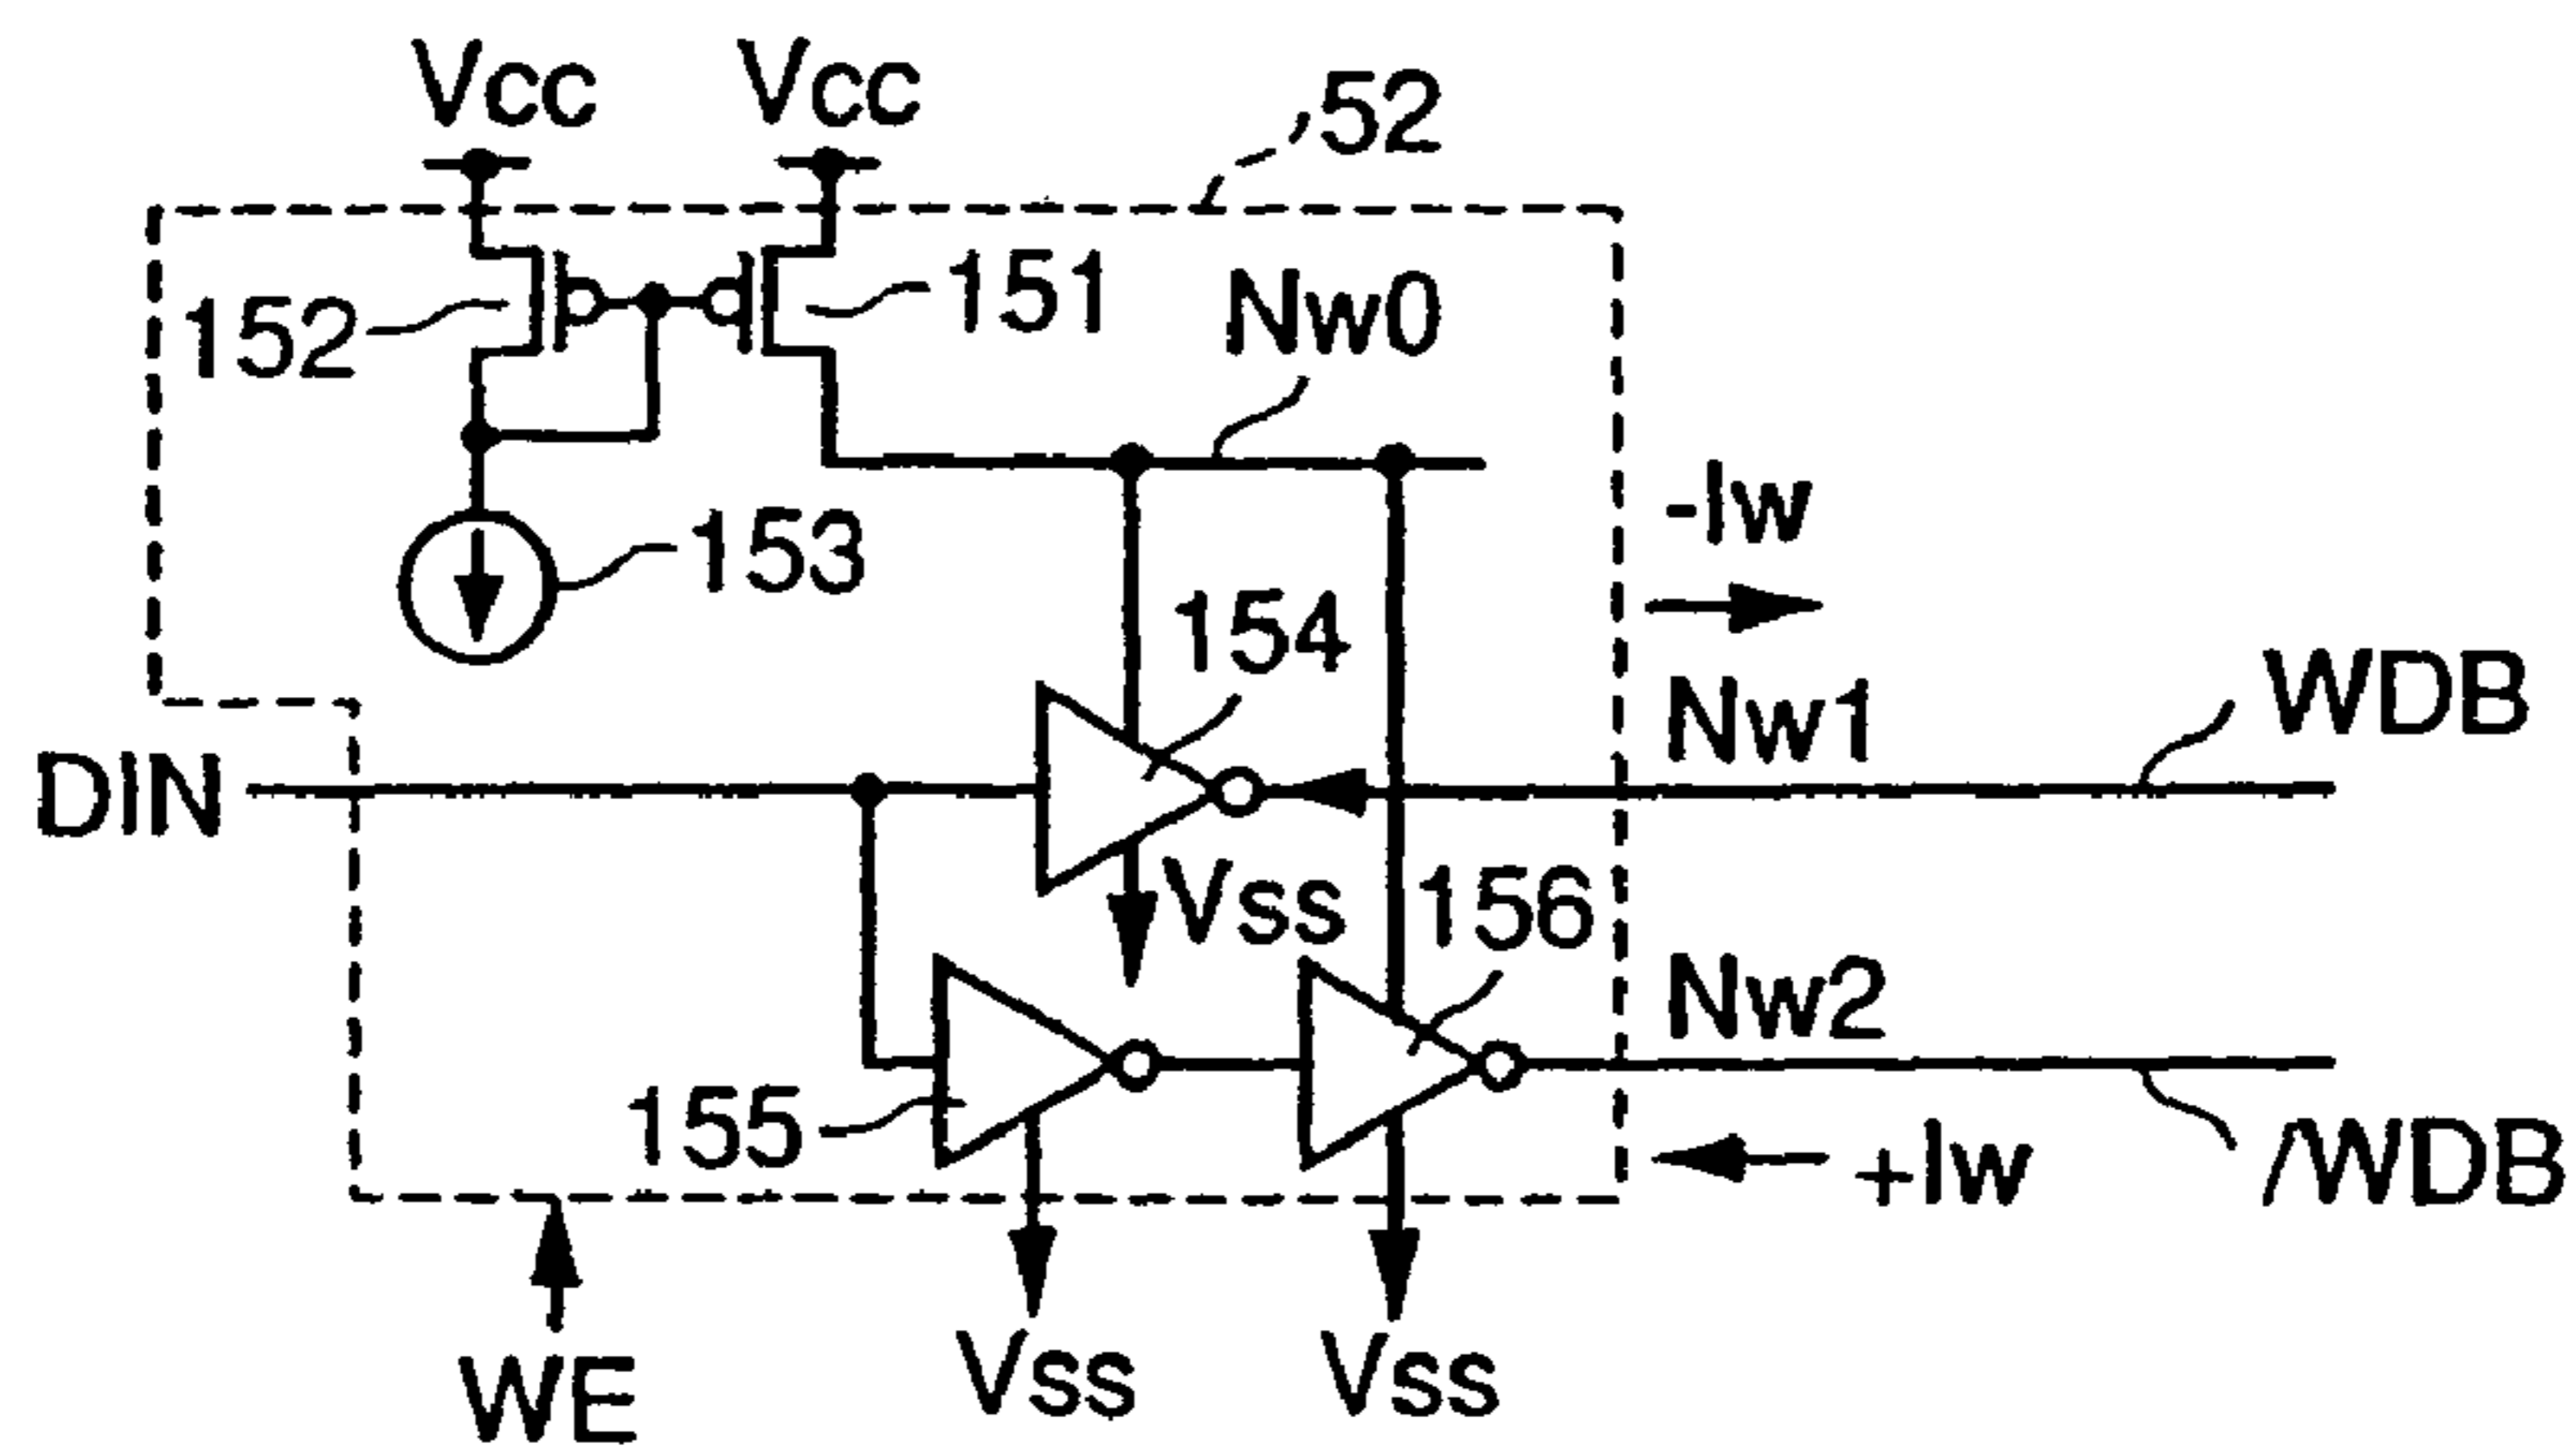 Vcc Vcc
52
152
151
Nw0
153
-Iw
154
Nw1
WDB
DIN
Vss
156
Nw2
155
+Iw
/WDB
WE
Vss
Vss